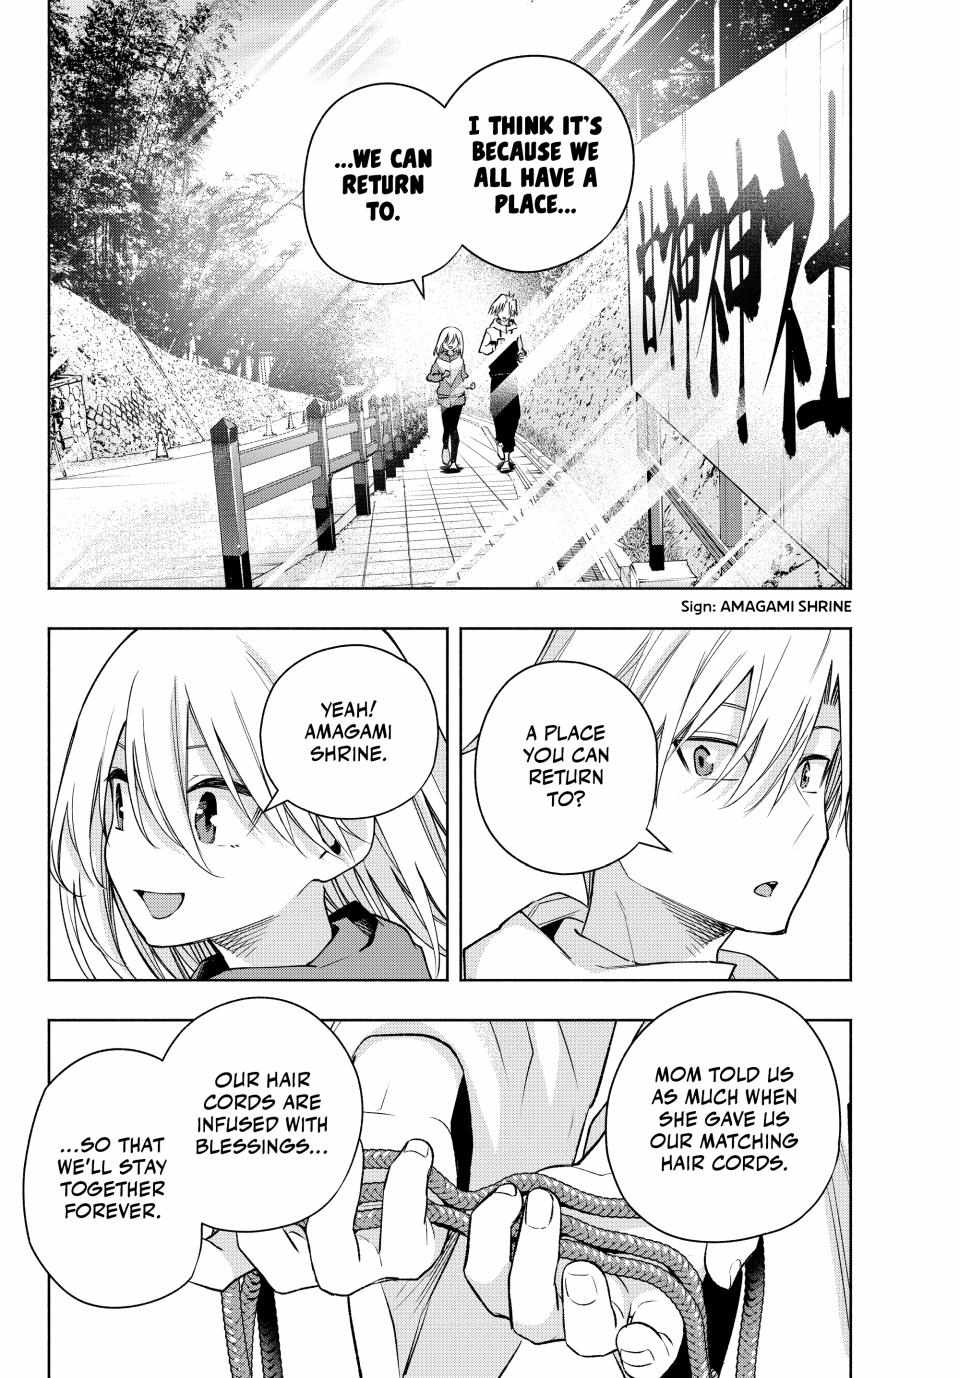 I THINK IT'S
BECAUSE WE
ALL HAVE A
PLACE...
...WE CAN
RETURN
TO.
甘神神社
Sign: AMAGAMI SHRINE
A PLACE
YOU CAN
RETURN
TO?
YEAH!
AMAGAMI
SHRINE.
MOM TOLD US
AS MUCH WHEN
SHE GAVE US
OUR MATCHING
HAIR CORDS.
OUR HAIR
CORDS ARE
INFUSED WITH
BLESSINGS...
...SO THAT
WE'LL STAY
TOGETHER
FOREVER.